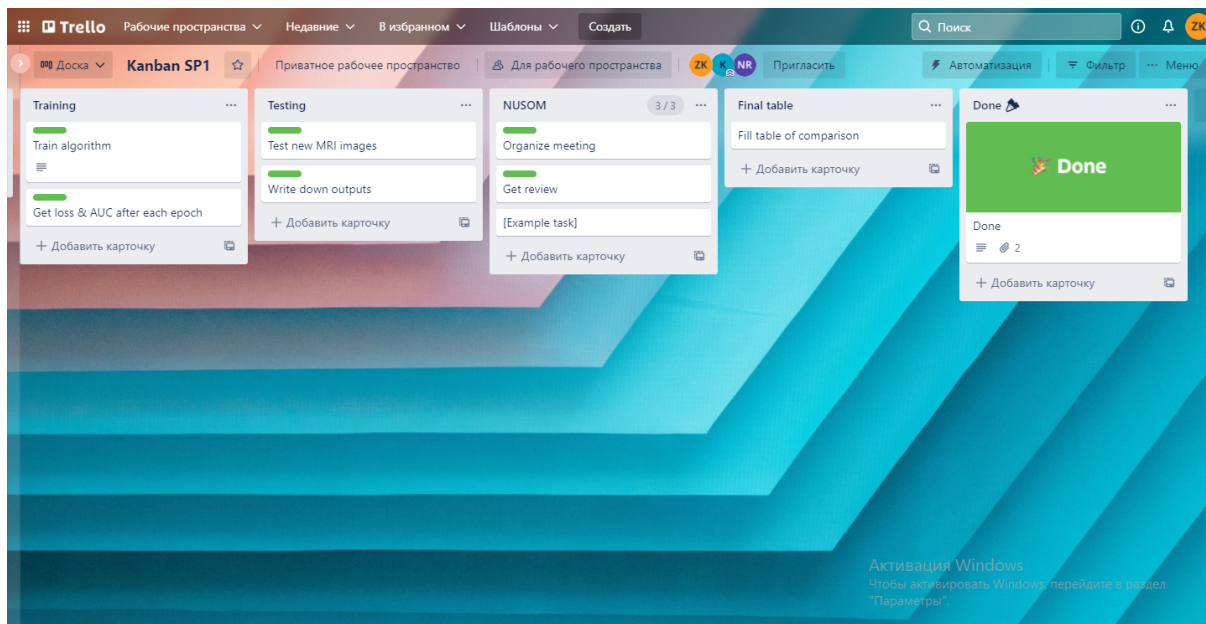 Trello Рабочие пространства Недавние В избранном Шаблоны Создать Поиск ZK
Доска Kanban SP1 Приватное рабочее пространство Для рабочего пространства ZK K NR Пригласить Автоматизация Фильтр ... Меню
Training ...
Train algorithm
Get loss & AUC after each epoch
+ Добавить карточку
Testing ...
Test new MRI images
Write down outputs
+ Добавить карточку
NUSOM 3 / 3 ...
Organize meeting
Get review
[Example task]
+ Добавить карточку
Final table ...
Fill table of comparison
+ Добавить карточку
Done ...
🎉 Done
Done
2
+ Добавить карточку
Активация Windows
Чтобы активировать Windows, перейдите в раздел
"Параметры".